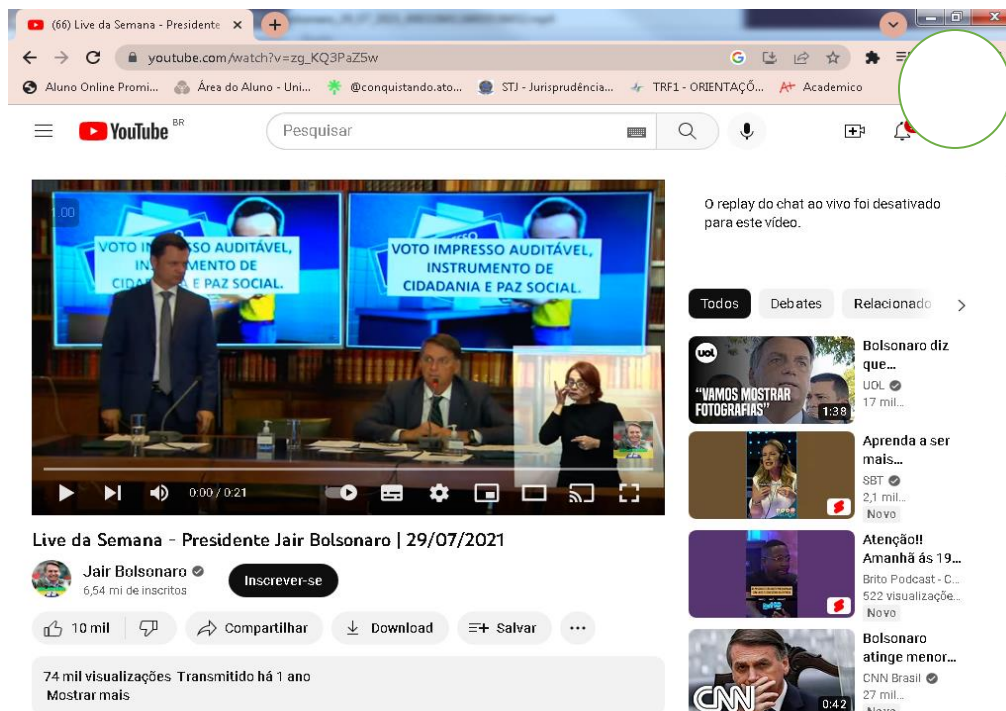 (66) Live da Semana - Presidente
youtube.com/watch?v=zg_KQ3PaZ5w
Aluno Online Promi... Área do Aluno - Uni... @conquistando.ato... STJ - Jurisprudência... TRF1 - ORIENTAÇÕ... A+ Academico
YouTube BR
Pesquisar
VOTO IMPRESSO AUDITÁVEL,
INSTRUMENTO DE
CIDADANIA E PAZ SOCIAL.
VOTO IMPRESSO AUDITÁVEL,
INSTRUMENTO DE
CIDADANIA E PAZ SOCIAL.
0:00 / 0:21
Live da Semana - Presidente Jair Bolsonaro | 29/07/2021
Jair Bolsonaro
6,54 mi de inscritos
Inscrever-se
10 mil Compartilhar Download Salvar ...
74 mil visualizações Transmitido há 1 ano
Mostrar mais
O replay do chat ao vivo foi desativado
para este vídeo.
Todos Debates Relacionado
UOL
"VAMOS MOSTRAR
FOTOGRAFIAS"
1:38
Bolsonaro diz
que...
UOL
17 mil...
Aprenda a ser
mais...
SBT
2,1 mil...
Novo
Atenção!!
Amanhã ás 19...
Brito Podcast - C...
522 visualizaçõe...
Novo
CNN
0:42
Bolsonaro
atinge menor...
CNN Brasil
27 mil...
Novo